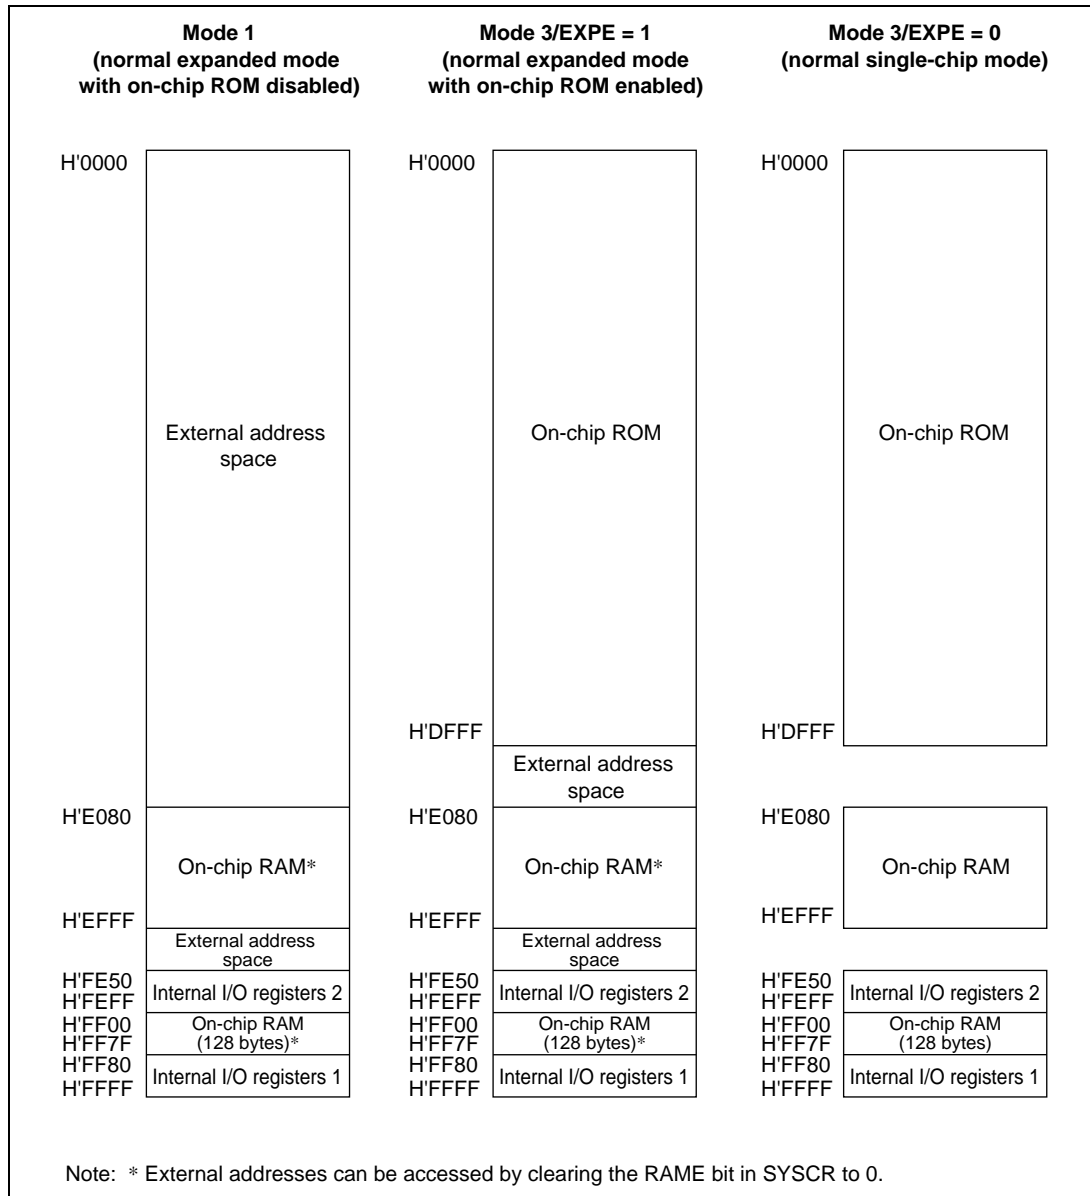 Mode 1
(normal expanded mode
with on-chip ROM disabled)
Mode 3/EXPE = 1
(normal expanded mode
with on-chip ROM enabled)
Mode 3/EXPE = 0
(normal single-chip mode)
H'0000
External address
space
H'E080
On-chip RAM*
H'EFFF
External address
space
H'FE50
H'FEFF
Internal I/O registers 2
H'FF00
H'FF7F
On-chip RAM
(128 bytes)*
H'FF80
H'FFFF
Internal I/O registers 1
H'0000
On-chip ROM
H'DFFF
External address
space
H'E080
On-chip RAM*
H'EFFF
External address
space
H'FE50
H'FEFF
Internal I/O registers 2
H'FF00
H'FF7F
On-chip RAM
(128 bytes)*
H'FF80
H'FFFF
Internal I/O registers 1
H'0000
On-chip ROM
H'DFFF
H'E080
On-chip RAM
H'EFFF
H'FE50
H'FEFF
Internal I/O registers 2
H'FF00
H'FF7F
On-chip RAM
(128 bytes)
H'FF80
H'FFFF
Internal I/O registers 1
Note: * External addresses can be accessed by clearing the RAME bit in SYSCR to 0.